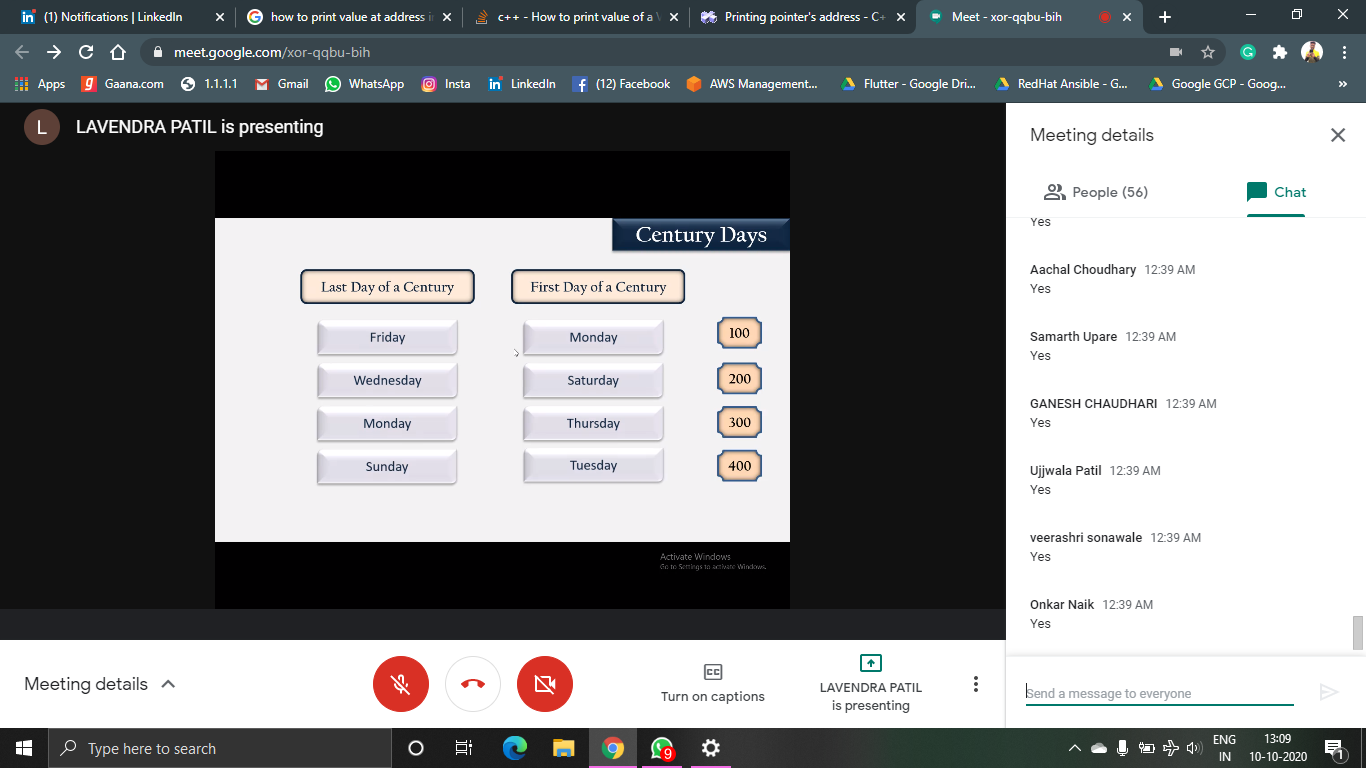 (1) Notifications | LinkedIn
how to print value at address i
c++ - How to print value of a
Printing pointer's address - C+
Meet - xor-qqbu-bih
meet.google.com/xor-qqbu-bih
Apps
Gaana.com
1.1.1.1
Gmail
WhatsApp
Insta
LinkedIn
(12) Facebook
AWS Management...
Flutter - Google Dri...
RedHat Ansible - G...
Google GCP - Goog...
»
L
LAVENDRA PATIL is presenting
Century Days
Last Day of a Century
First Day of a Century
Friday
Monday
100
Wednesday
Saturday
200
Monday
Thursday
300
Sunday
Tuesday
400
Activate Windows
Go to Settings to activate Windows.
Meeting details
People (56)
Chat
Yes
Aachal Choudhary 12:39 AM
Yes
Samarth Upare 12:39 AM
Yes
GANESH CHAUDHARI 12:39 AM
Yes
Ujjwala Patil 12:39 AM
Yes
veerashri sonawale 12:39 AM
Yes
Onkar Naik 12:39 AM
Yes
Send a message to everyone
Meeting details
CC
Turn on captions
LAVENDRA PATIL
is presenting
Type here to search
9
ENG
IN
13:09
10-10-2020
1